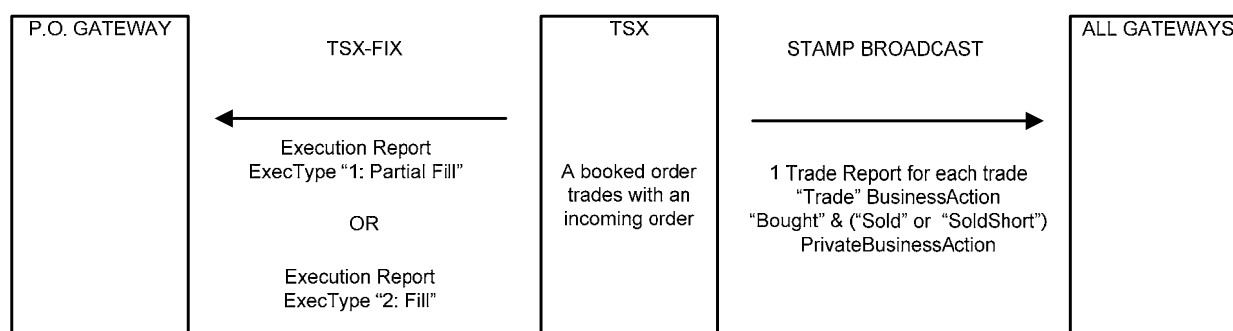 P.O. GATEWAY
TSX-FIX
Execution Report
ExecType “1: Partial Fill”
OR
Execution Report
ExecType “2: Fill”
TSX
A booked order
trades with an
incoming order
STAMP BROADCAST
1 Trade Report for each trade
“Trade” BusinessAction
“Bought” & (“Sold” or “SoldShort”)
PrivateBusinessAction
ALL GATEWAYS